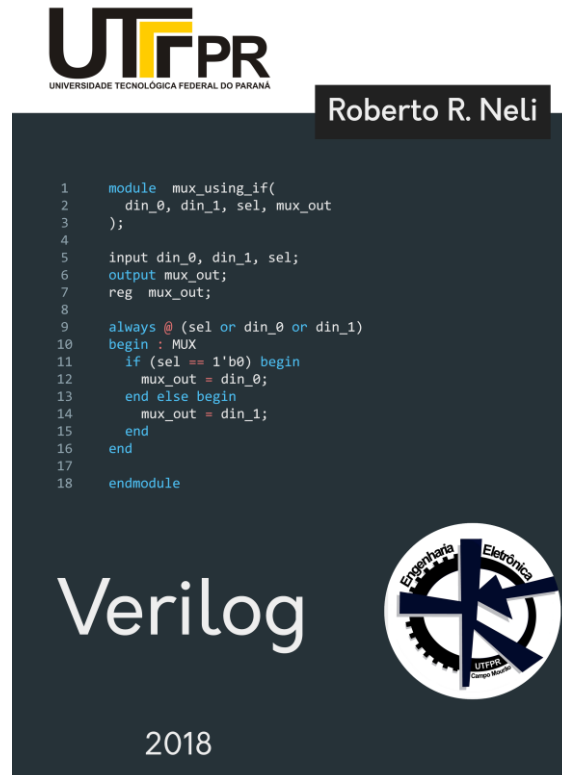 UTFPR
UNIVERSIDADE TECNOLÓGICA FEDERAL DO PARANÁ
Roberto R. Neli
1 module mux_using_if(
2 din_0, din_1, sel, mux_out
3 );
4
5 input din_0, din_1, sel;
6 output mux_out;
7 reg mux_out;
8
9 always @ (sel or din_0 or din_1)
10 begin : MUX
11 if (sel == 1'b0) begin
12 mux_out = din_0;
13 end else begin
14 mux_out = din_1;
15 end
16 end
17
18 endmodule
Engenharia Eletrônica
UTFPR
Campo Mourão
Verilog
2018